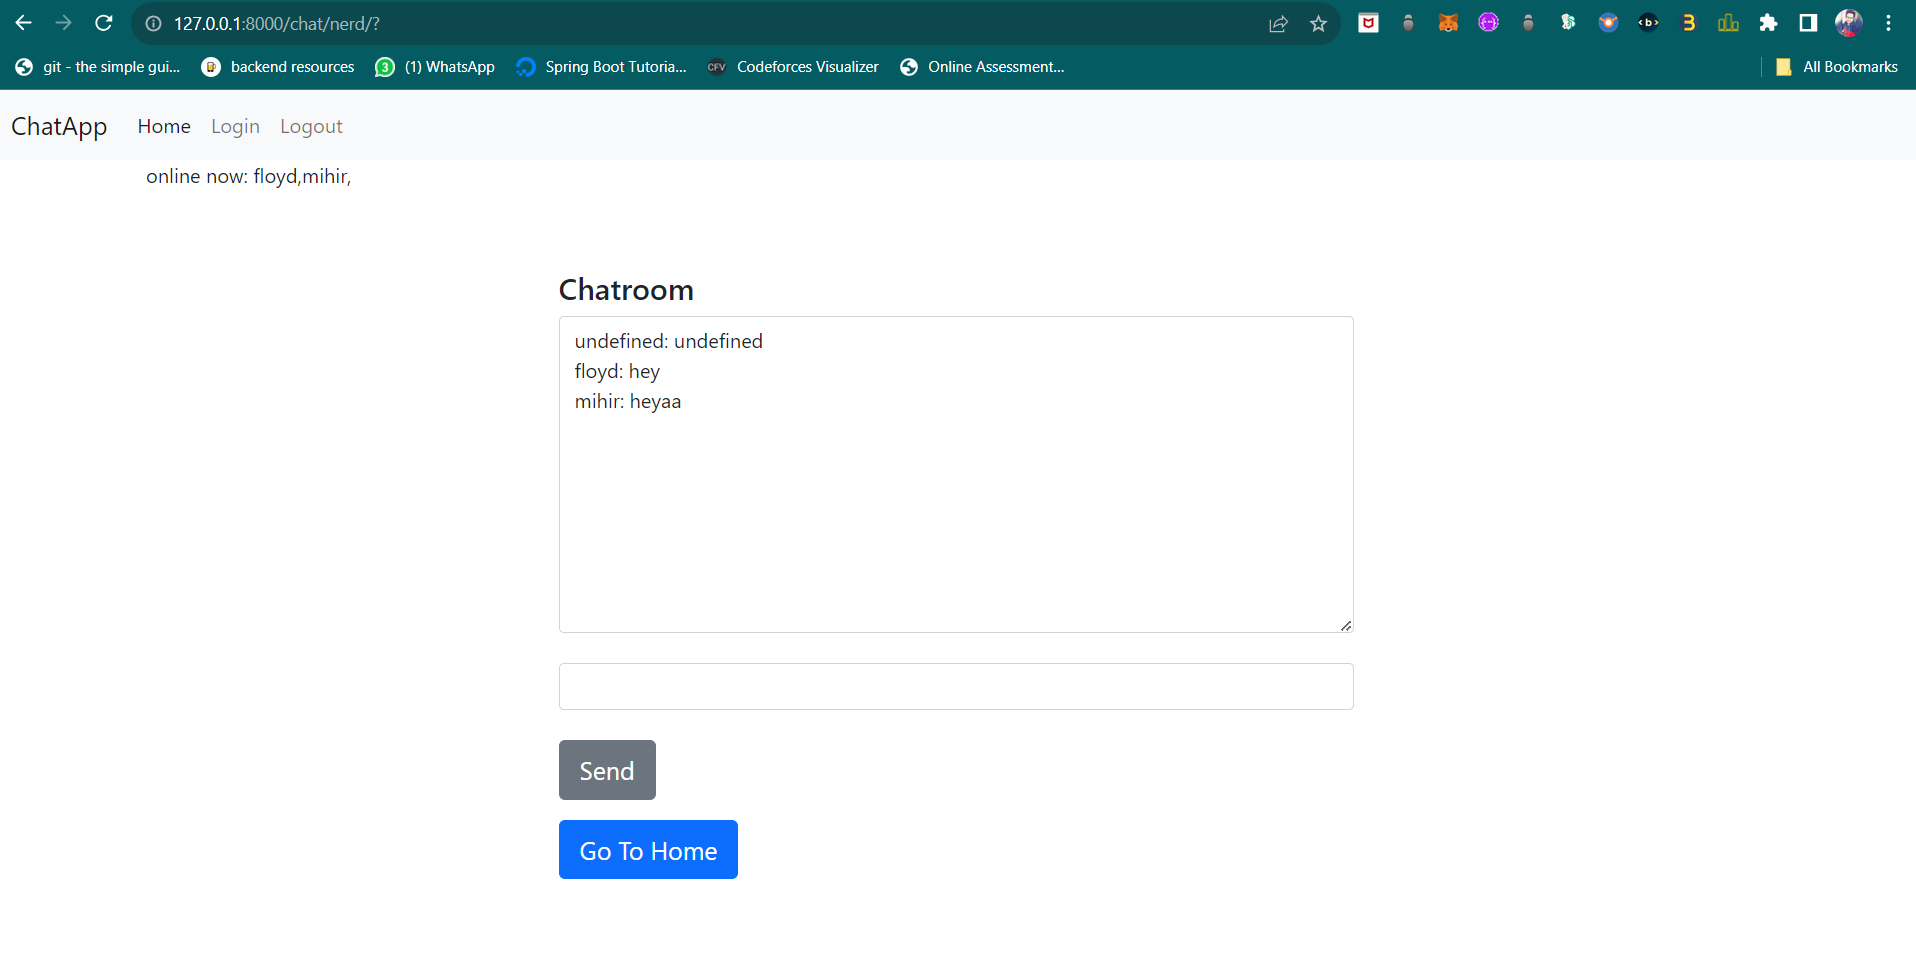 127.0.0.1:8000/chat/nerd/?
git - the simple gui... backend resources (1) WhatsApp Spring Boot Tutoria... Codeforces Visualizer Online Assessment... All Bookmarks
ChatApp Home Login Logout
online now: floyd,mihir,
Chatroom
undefined: undefined
floyd: hey
mihir: heyaa
Send
Go To Home